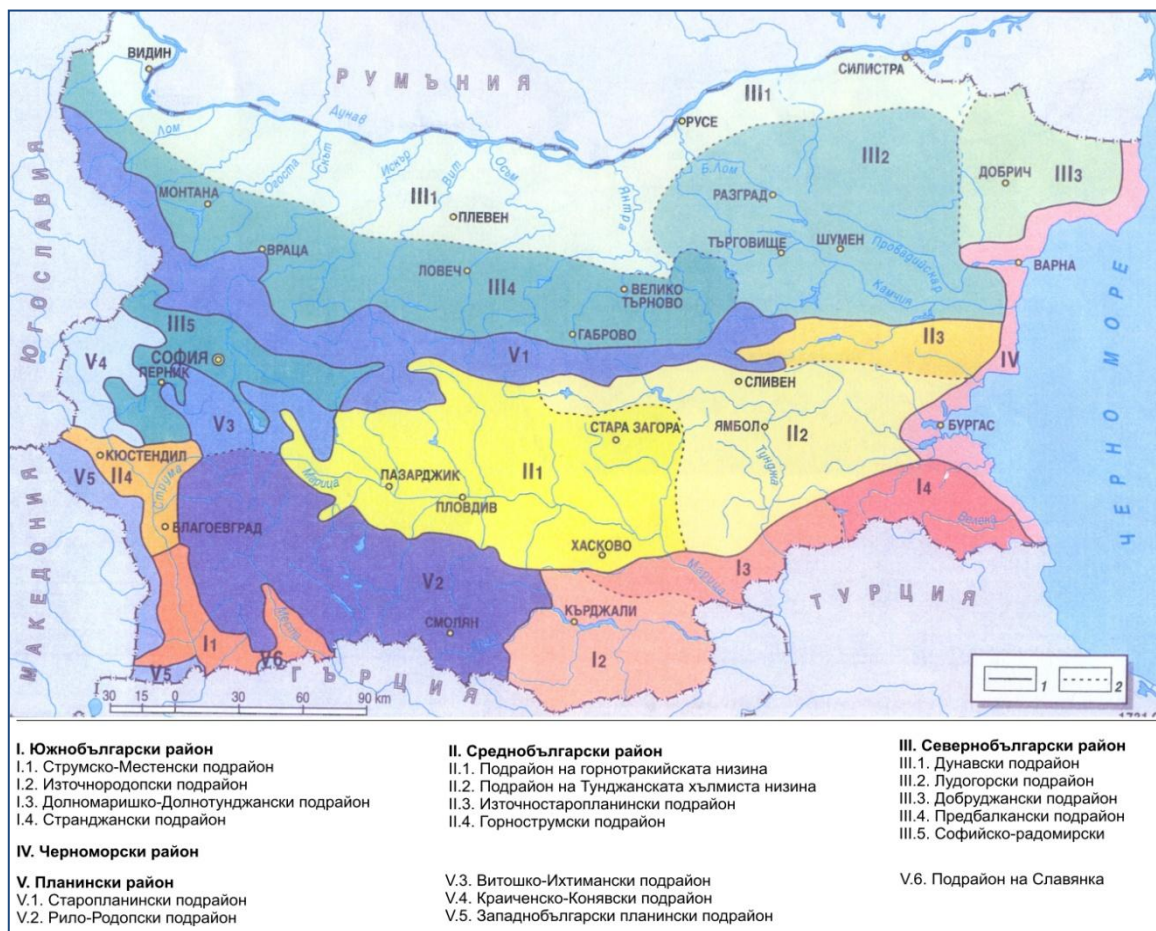 ВИДИН
РУМЪНИЯ
СИЛИСТРА
III1
РУСЕ
Дунав
Лом
Огоста
Скът
Искър
Вит
Осъм
Янтра
Б.Лом
III2
ДОБРИЧ
III3
РАЗГРАД
МОНТАНА
III1
ПЛЕВЕН
ЮГОСЛАВИЯ
ВРАЦА
ТЪРГОВИЩЕ
ШУМЕН
Провадийскар
ВАРНА
ЛОВЕЧ
III4
ВЕЛИКО
ТЪРНОВО
Камчия
ГАБРОВО
III5
СОФИЯ
V4
ПЕРНИК
V1
II3
IV
ЧЕРНО МОРЕ
СЛИВЕН
V3
СТАРА ЗАГОРА
ЯМБОЛ
II2
БУРГАС
КЮСТЕНДИЛ
V5
II4
Струма
Марица
ПАЗАРДЖИК
II1
Тунджа
ПЛОВДИВ
I4
БЛАГОЕВГРАД
Велека
ХАСКОВО
МАКЕДОНИЯ
V2
Марица
I3
ТУРЦИЯ
КЪРДЖАЛИ
СМОЛЯН
Места
I1
V6
V5
I2
ГЪРЦИЯ
30 15 0 30 60 90 km
1
2
I. Южнобългарски район
I.1. Струмско-Местенски подрайон
I.2. Източнородопски подрайон
I.3. Долномаришко-Долнотунджански подрайон
I.4. Странджански подрайон
II. Среднобългарски район
II.1. Подрайон на горнотракийската низина
II.2. Подрайон на Тунджанската хълмиста низина
II.3. Източностаропланински подрайон
II.4. Горнострумски подрайон
III. Севернобългарски район
III.1. Дунавски подрайон
III.2. Лудогорски подрайон
III.3. Добруджански подрайон
III.4. Предбалкански подрайон
III.5. Софийско-радомирски
IV. Черноморски район
V. Планински район
V.1. Старопланински подрайон
V.2. Рило-Родопски подрайон
V.3. Витошко-Ихтимански подрайон
V.4. Краиченско-Конявски подрайон
V.5. Западнобългарски планински подрайон
V.6. Подрайон на Славянка